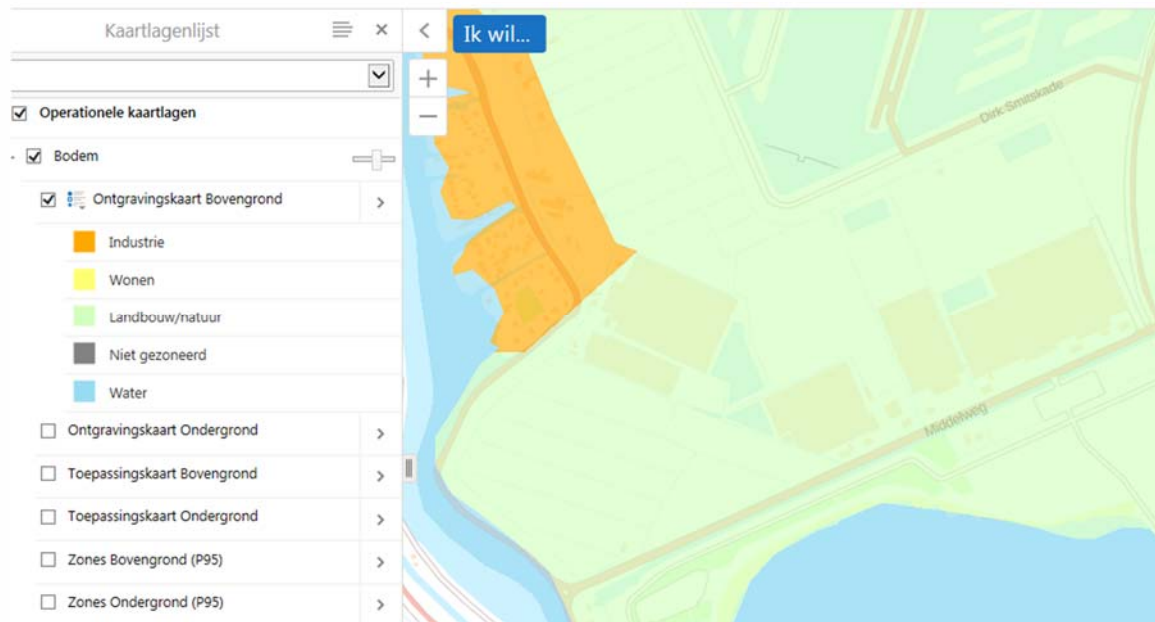 Kaartlagenlijst
Ik wil...
Operationele kaartlagen
Bodem
Ontgravingskaart Bovengrond
Industrie
Wonen
Landbouw/natuur
Niet gezoneerd
Water
Ontgravingskaart Ondergrond
Toepassingskaart Bovengrond
Toepassingskaart Ondergrond
Zones Bovengrond (P95)
Zones Ondergrond (P95)
Dirk Smitskade
Middelweg